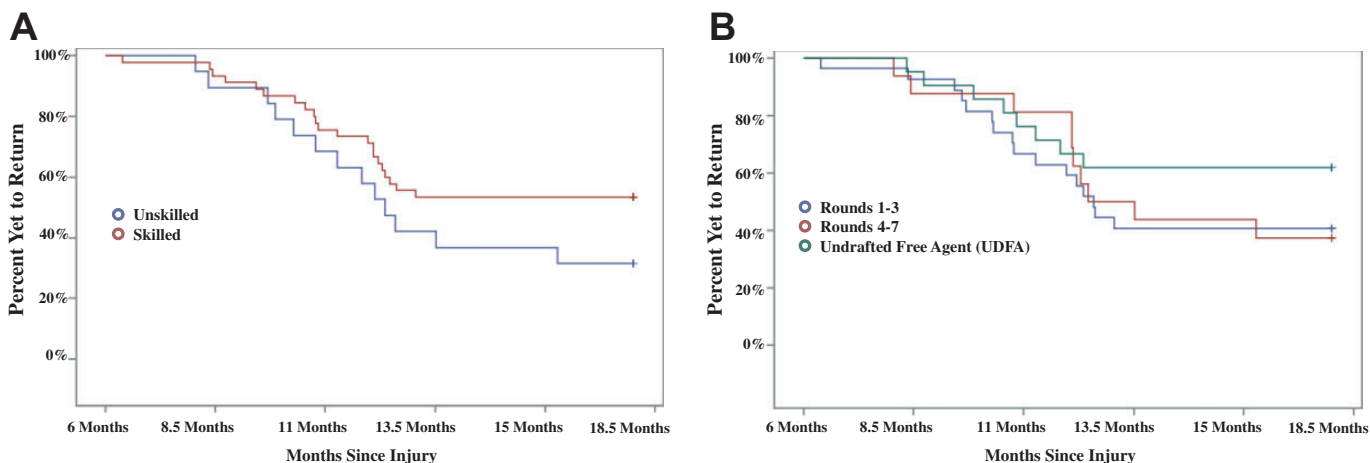 A
Percent Yet to Return
100%
80%
60%
40%
20%
0%
Unskilled
Skilled
6 Months 8.5 Months 11 Months 13.5 Months 15 Months 18.5 Months
Months Since Injury
B
Percent Yet to Return
100%
80%
60%
40%
20%
0%
Rounds 1-3
Rounds 4-7
Undrafted Free Agent (UDFA)
6 Months 8.5 Months 11 Months 13.5 Months 15 Months 18.5 Months
Months Since Injury